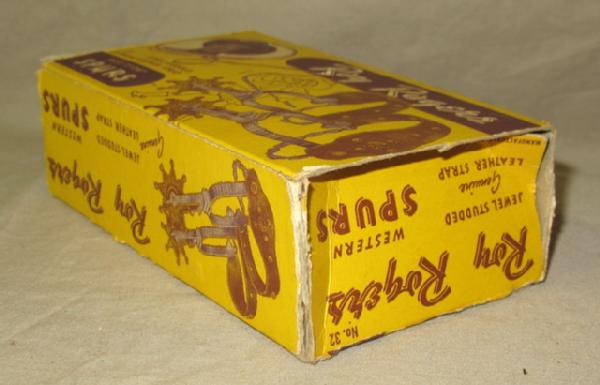 Roy Rogers
SPURS
Roy Rogers
WESTERN
SPURS
JEWEL STUDDED
Genuine
LEATHER STRAP
No. 32
Roy Rogers
WESTERN
SPURS
JEWEL STUDDED
Genuine
LEATHER STRAP